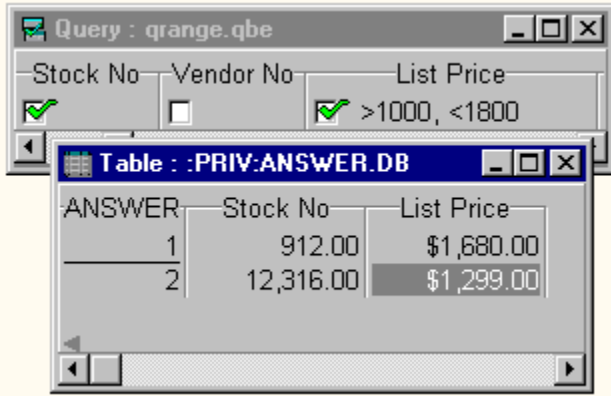 Query : qrange.qbe
Stock No Vendor No List Price
>1000, <1800
Table : :PRIV:ANSWER.DB
ANSWER Stock No List Price
1 912.00 $1,680.00
2 12,316.00 $1,299.00